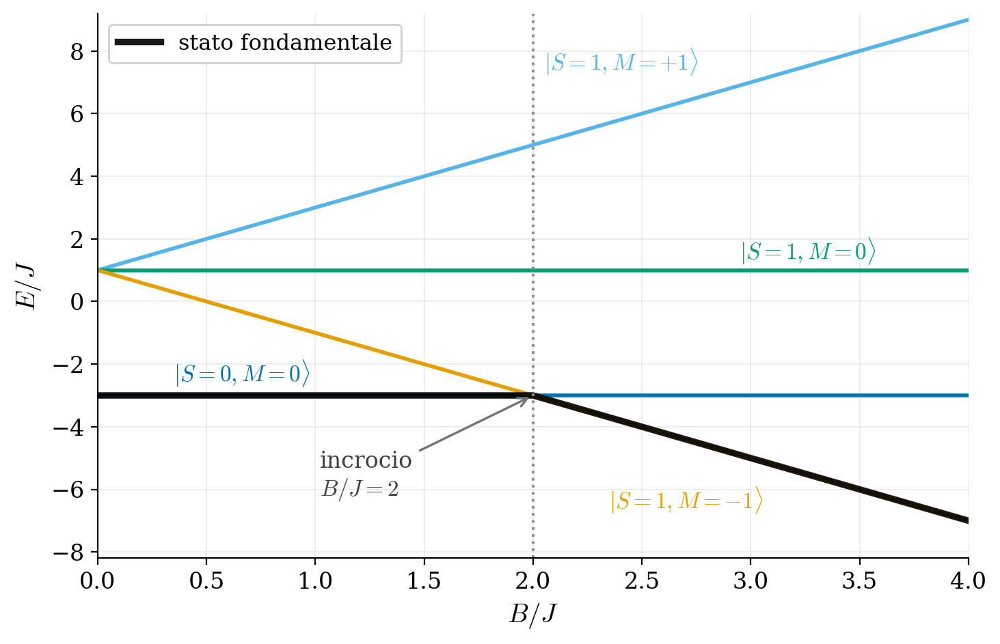 stato fondamentale
|S=1, M=+1⟩
|S=1, M=0⟩
|S=0, M=0⟩
incrocio
B/J=2
|S=1, M=−1⟩
E/J
8
6
4
2
0
−2
−4
−6
−8
0.0 0.5 1.0 1.5 2.0 2.5 3.0 3.5 4.0
B/J